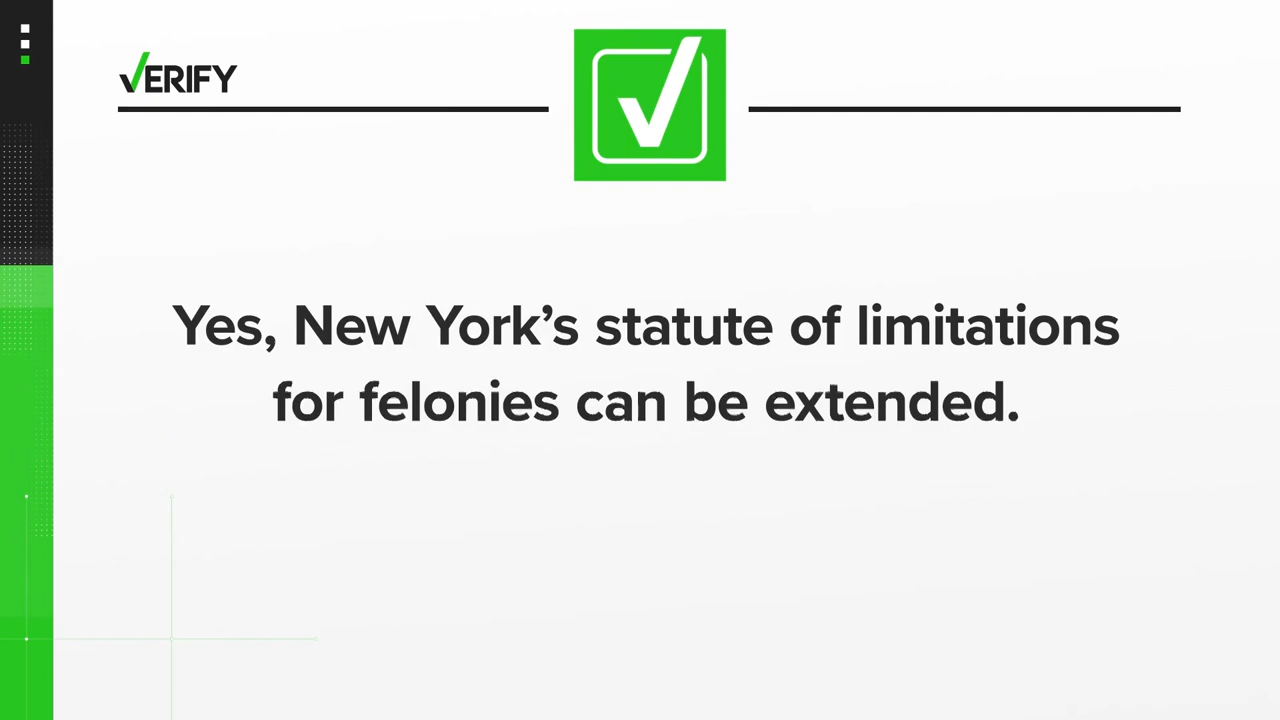 VERIFY
Yes, New York’s statute of limitations
for felonies can be extended.